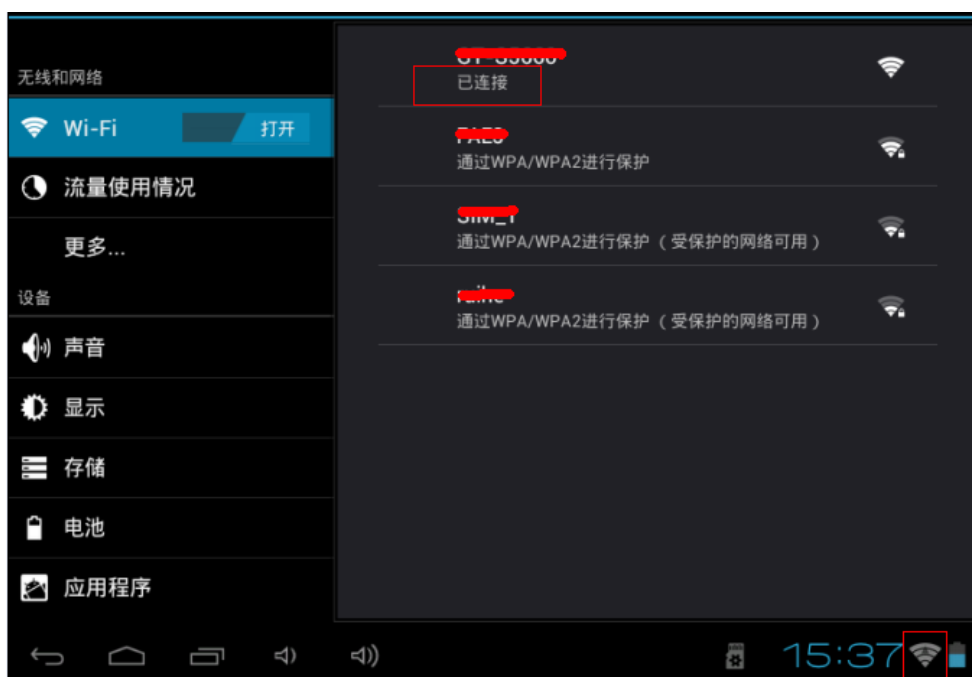 无线和网络
Wi-Fi
打开
流量使用情况
更多...
设备
声音
显示
存储
电池
应用程序
已连接
通过WPA/WPA2进行保护
通过WPA/WPA2进行保护（受保护的网络可用）
通过WPA/WPA2进行保护（受保护的网络可用）
15:37